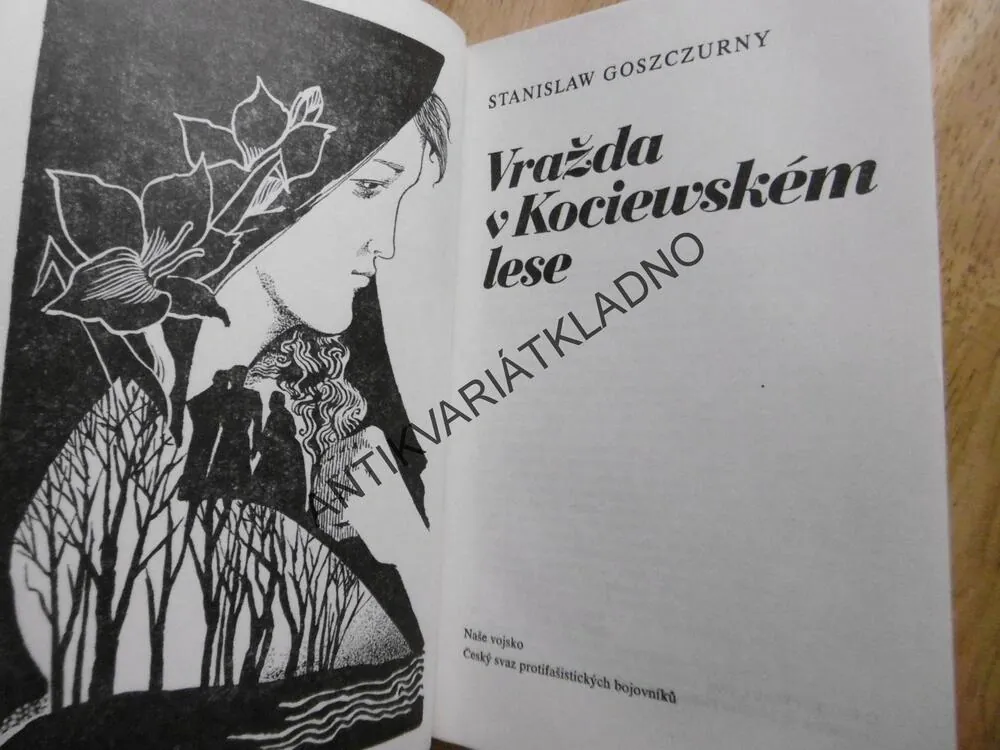 STANISLAW GOSZCZURNY
Vražda
v Kociewském
lese
ANTIKVARIÁTKLADNO
Naše vojsko
Český svaz protifašistických bojovníků